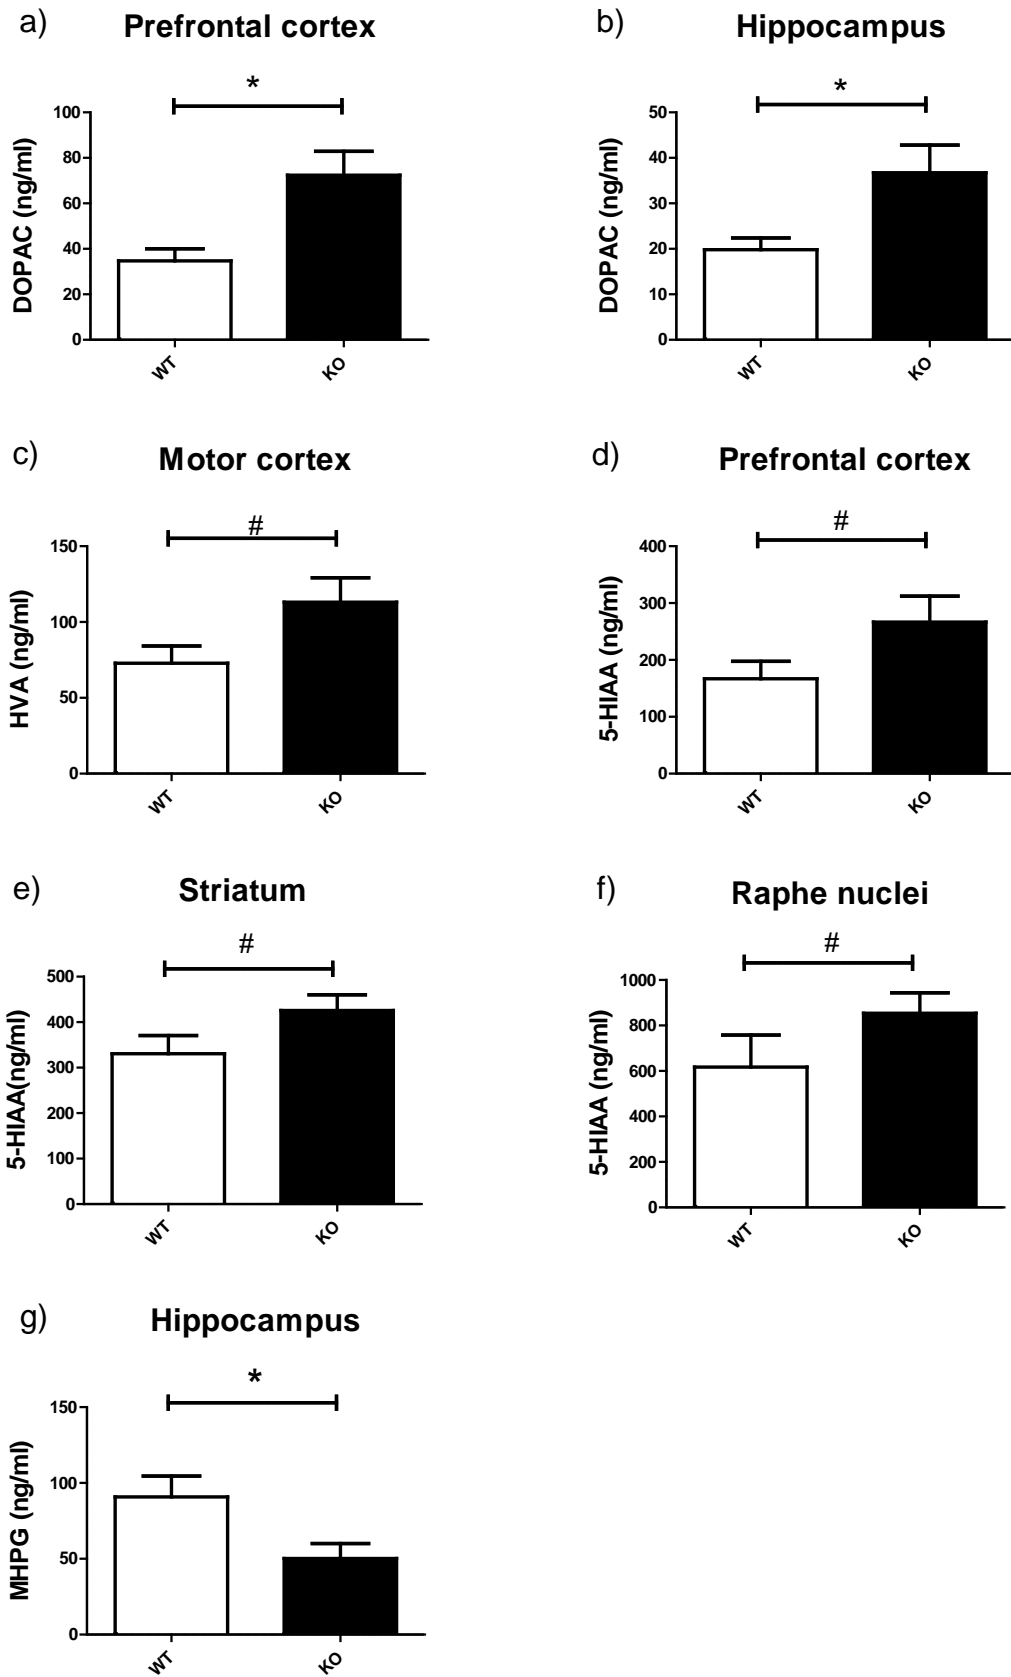 a) Prefrontal cortex
*
DOPAC (ng/ml)
100
80
60
40
20
0
WT
KO
b) Hippocampus
*
DOPAC (ng/ml)
50
40
30
20
10
0
WT
KO
c) Motor cortex
#
HVA (ng/ml)
150
100
50
0
WT
KO
d) Prefrontal cortex
#
5-HIAA (ng/ml)
400
300
200
100
0
WT
KO
e) Striatum
#
5-HIAA(ng/ml)
500
400
300
200
100
0
WT
KO
f) Raphe nuclei
#
5-HIAA (ng/ml)
1000
800
600
400
200
0
WT
KO
g) Hippocampus
*
MHPG (ng/ml)
150
100
50
0
WT
KO